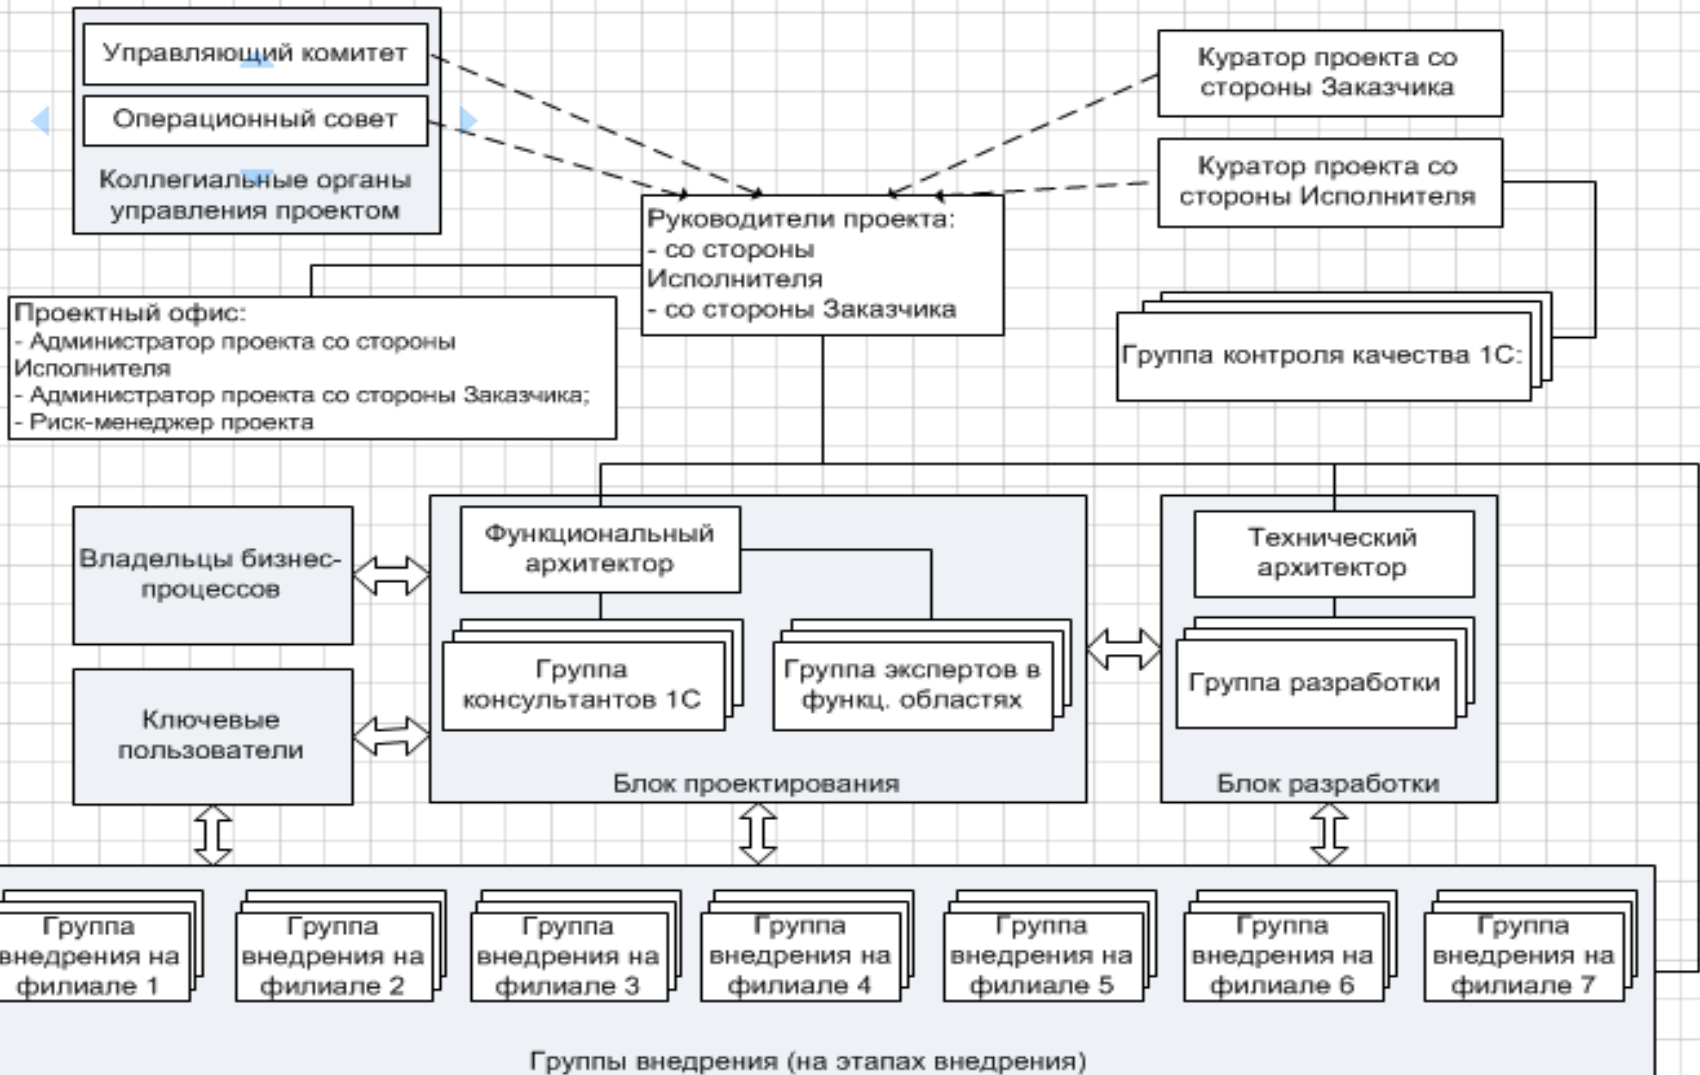 Управляющий комитет
Операционный совет
Коллегиальные органы
управления проектом
Куратор проекта со
стороны Заказчика
Куратор проекта со
стороны Исполнителя
Руководители проекта:
- со стороны
Исполнителя
- со стороны Заказчика
Проектный офис:
- Администратор проекта со стороны
Исполнителя
- Администратор проекта со стороны Заказчика;
- Риск-менеджер проекта
Группа контроля качества 1С:
Владельцы бизнес-
процессов
Ключевые
пользователи
Функциональный
архитектор
Группа
консультантов 1С
Группа экспертов в
функц. областях
Блок проектирования
Технический
архитектор
Группа разработки
Блок разработки
Группа
внедрения на
филиале 1
Группа
внедрения на
филиале 2
Группа
внедрения на
филиале 3
Группа
внедрения на
филиале 4
Группа
внедрения на
филиале 5
Группа
внедрения на
филиале 6
Группа
внедрения на
филиале 7
Группы внедрения (на этапах внедрения)